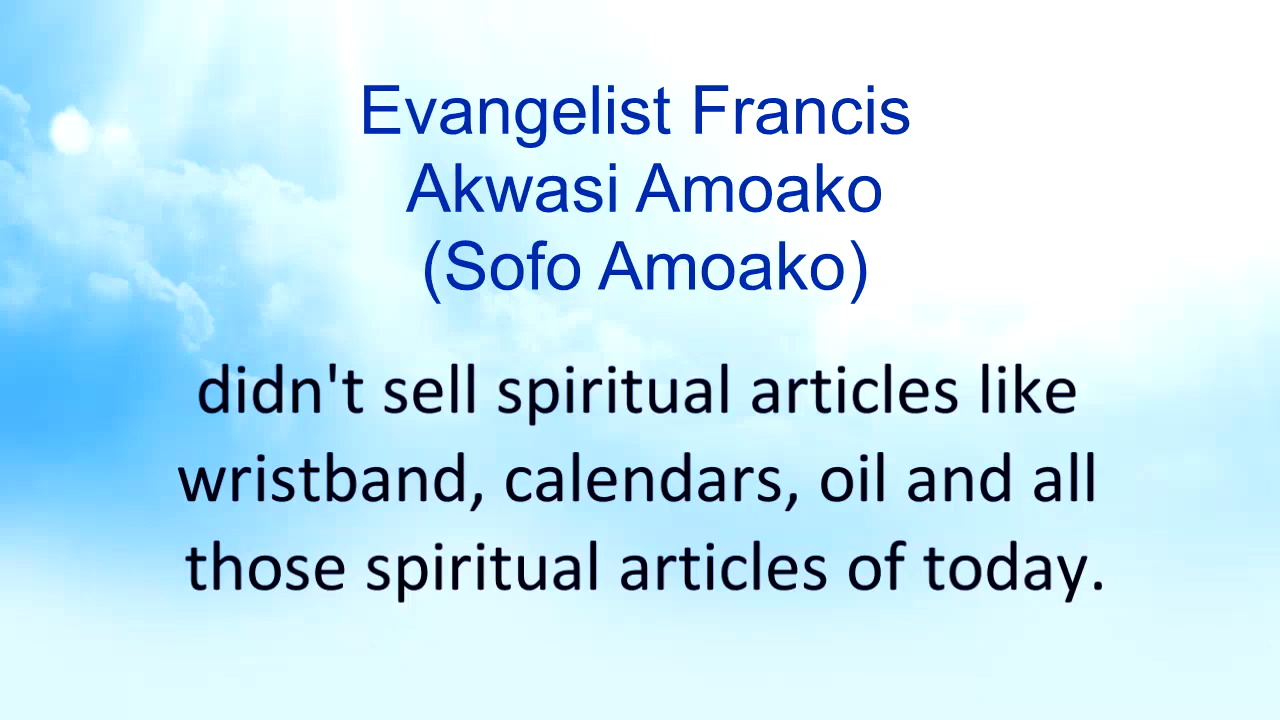 Evangelist Francis
Akwasi Amoako
(Sofo Amoako)
didn't sell spiritual articles like
wristband, calendars, oil and all
those spiritual articles of today.